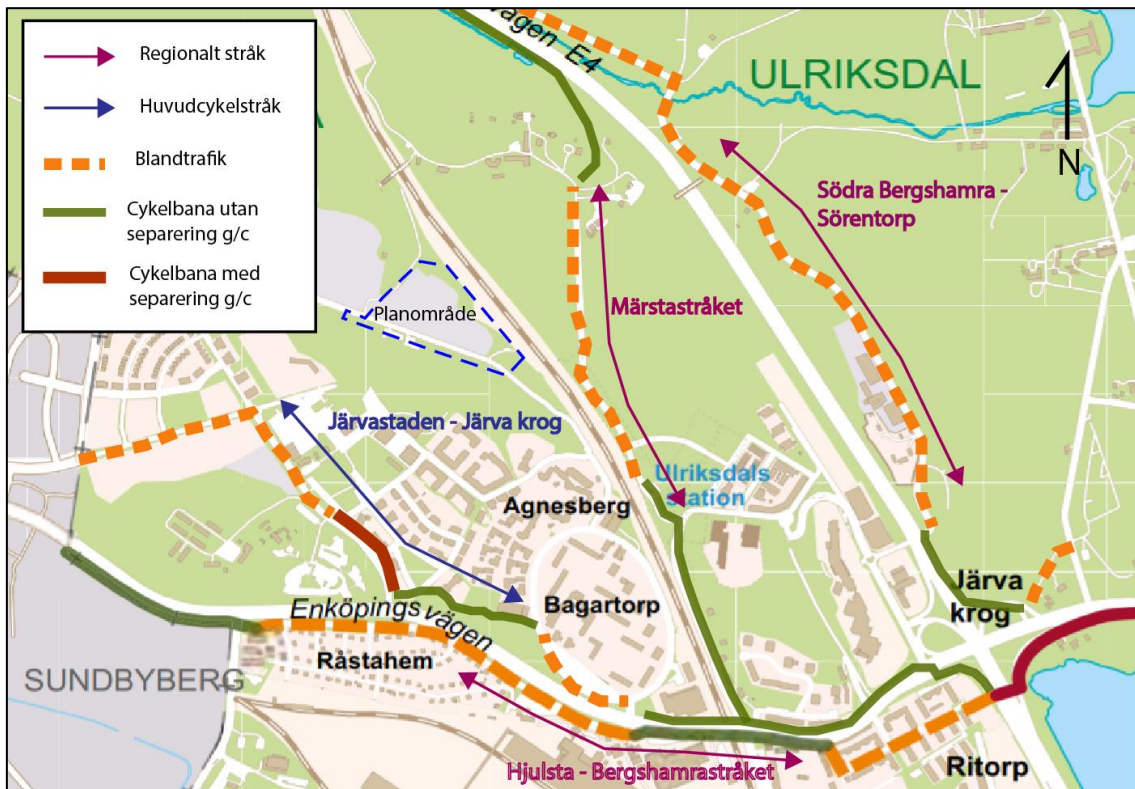 Regionalt stråk
Huvudcykelstråk
Blandtrafik
Cykelbana utan
separering g/c
Cykelbana med
separering g/c
vägen E4
ULRIKSDAL
N
Södra Bergshamra -
Sörentorp
Planområde
Märstastråket
Järvastaden - Järva krog
Ulriksdals
station
Agnesberg
Bagartorp
Järva
krog
Enköpingsvägen
Råstahem
SUNDBYBERG
Hjulsta - Bergshamrastråket
Ritorp